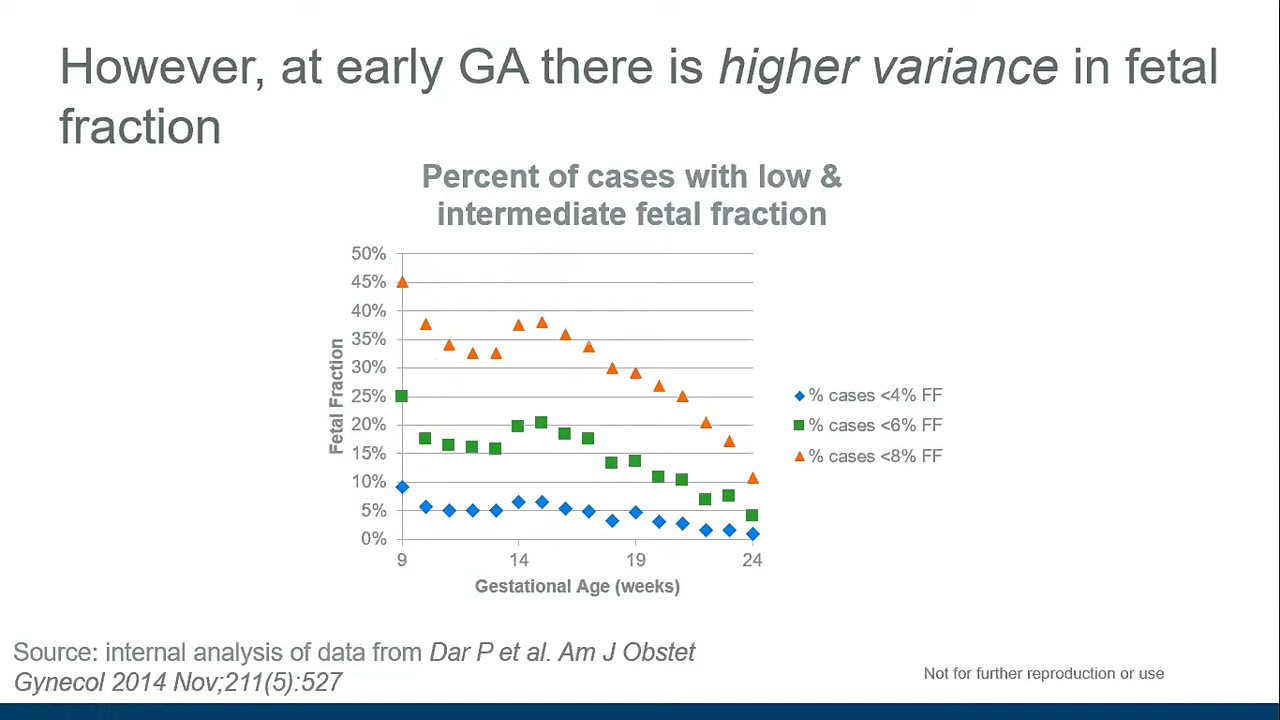 However, at early GA there is higher variance in fetal
fraction
Percent of cases with low &
intermediate fetal fraction
50%
45%
40%
35%
30%
25%
20%
15%
10%
5%
0%
Fetal Fraction
9 14 19 24
Gestational Age (weeks)
% cases <4% FF
% cases <6% FF
% cases <8% FF
Source: internal analysis of data from Dar P et al. Am J Obstet
Gynecol 2014 Nov;211(5):527
Not for further reproduction or use